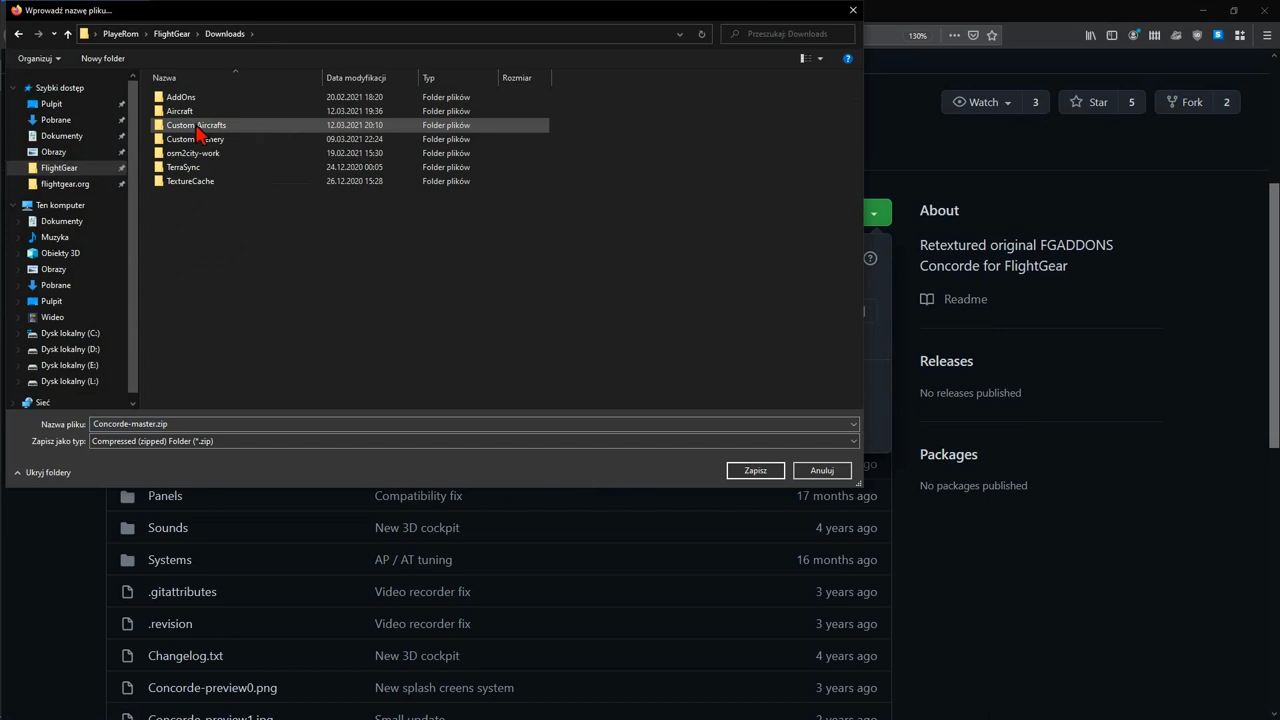 Wprowadź nazwę pliku...
PlayeRom > FlightGear > Downloads >
Przeszukaj: Downloads
130%
Organizuj
New folder
Nazwa
Data modyfikacji
Typ
Rozmiar
Szybki dostęp
Pulpit
Pobrane
Dokumenty
Obrazy
FlightGear
flightgear.org
Ten komputer
Dokumenty
Muzyka
Obiekty 3D
Obrazy
Pobrane
Pulpit
Wideo
Dysk lokalny (C:)
Dysk lokalny (D:)
Dysk lokalny (E:)
Dysk lokalny (L:)
Sieć
AddOns 20.02.2021 18:20 Folder plików
Aircraft 12.03.2021 19:36 Folder plików
Custom Aircrafts 12.03.2021 20:10 Folder plików
Custom 09.03.2021 22:24 Folder plików
osm2city-work 19.02.2021 15:30 Folder plików
TerraSync 24.12.2020 00:05 Folder plików
TextureCache 26.12.2020 15:28 Folder plików
Nazwa pliku: Concorde-master.zip
Zapisz jako typ: Compressed (zipped) Folder (*.zip)
Ukryj foldery
Zapisz
Anuluj
Watch 3
Star 5
Fork 2
About
Retextured original FGADDONS
Concorde for FlightGear
Readme
Releases
No releases published
Packages
No packages published
Panels Compatibility fix 17 months ago
Sounds New 3D cockpit 4 years ago
Systems AP / AT tuning 16 months ago
.gitattributes Video recorder fix 3 years ago
.revision Video recorder fix 3 years ago
Changelog.txt New 3D cockpit 4 years ago
Concorde-preview0.png New splash creens system 3 years ago
Concorde-preview1.jpg Small update 2 years ago